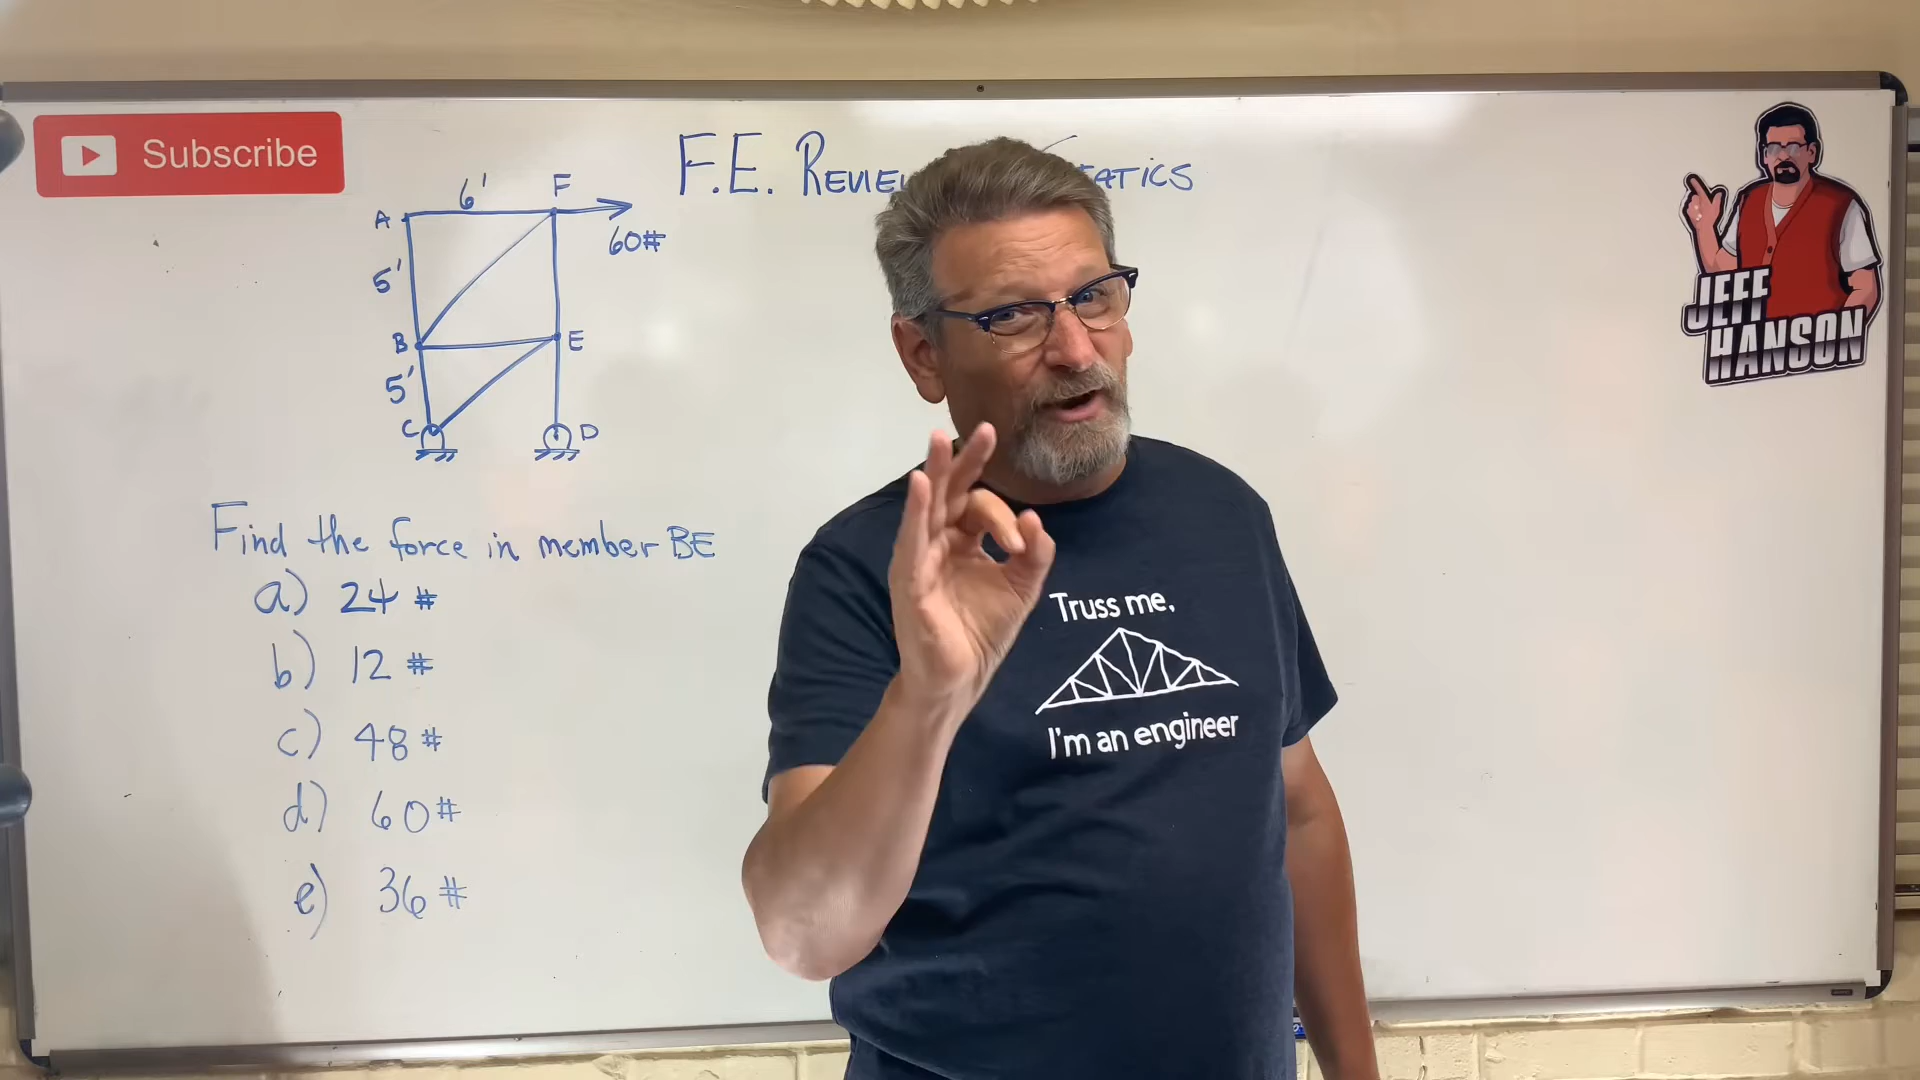 Subscribe
F.E. REVIEW
ATICS
6'
F
A
60#
5'
B
E
5'
C
D
Find the force in member BE
a) 24 #
b) 12 #
c) 48 #
d) 60 #
e) 36 #
Truss me,
I'm an engineer
JEFF
HANSON